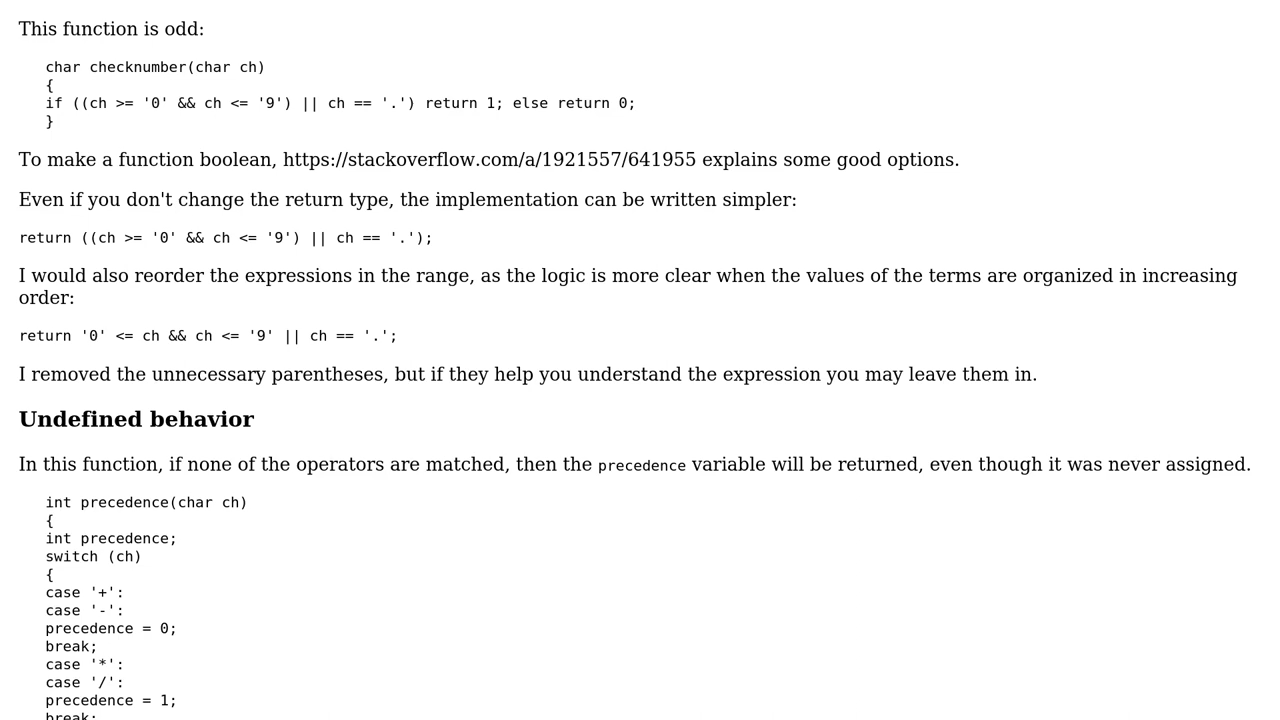 This function is odd:
char checknumber(char ch)
{
if ((ch >= '0' && ch <= '9') || ch == '.') return 1; else return 0;
}
To make a function boolean, https://stackoverflow.com/a/1921557/641955 explains some good options.
Even if you don't change the return type, the implementation can be written simpler:
return ((ch >= '0' && ch <= '9') || ch == '.');
I would also reorder the expressions in the range, as the logic is more clear when the values of the terms are organized in increasing
order:
return '0' <= ch && ch <= '9' || ch == '.';
I removed the unnecessary parentheses, but if they help you understand the expression you may leave them in.
Undefined behavior
In this function, if none of the operators are matched, then the precedence variable will be returned, even though it was never assigned.
int precedence(char ch)
{
int precedence;
switch (ch)
{
case '+':
case '-':
precedence = 0;
break;
case '*':
case '/':
precedence = 1;
break;